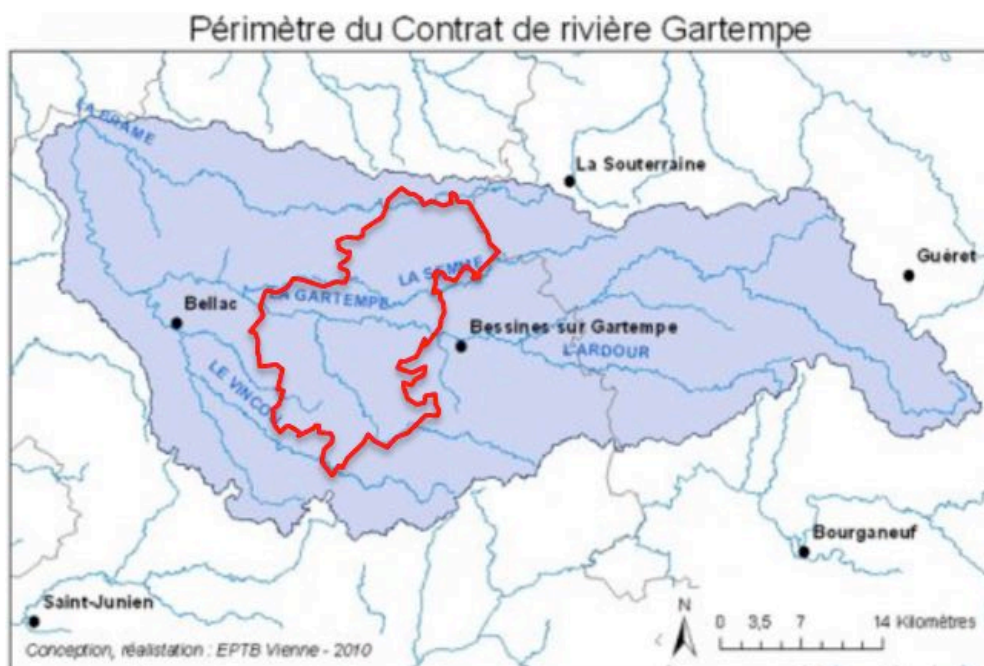 Périmètre du Contrat de rivière Gartempe
LA BRAME
La Souterraine
Guéret
LA SEMME
LA GARTEMPE
Bellac
Bessines sur Gartempe
L'ARDOUR
LE VINCOU
Bourganeuf
Saint-Junien
N
0 3,5 7 14 Kilomètres
Conception, réalistation : EPTB Vienne - 2010